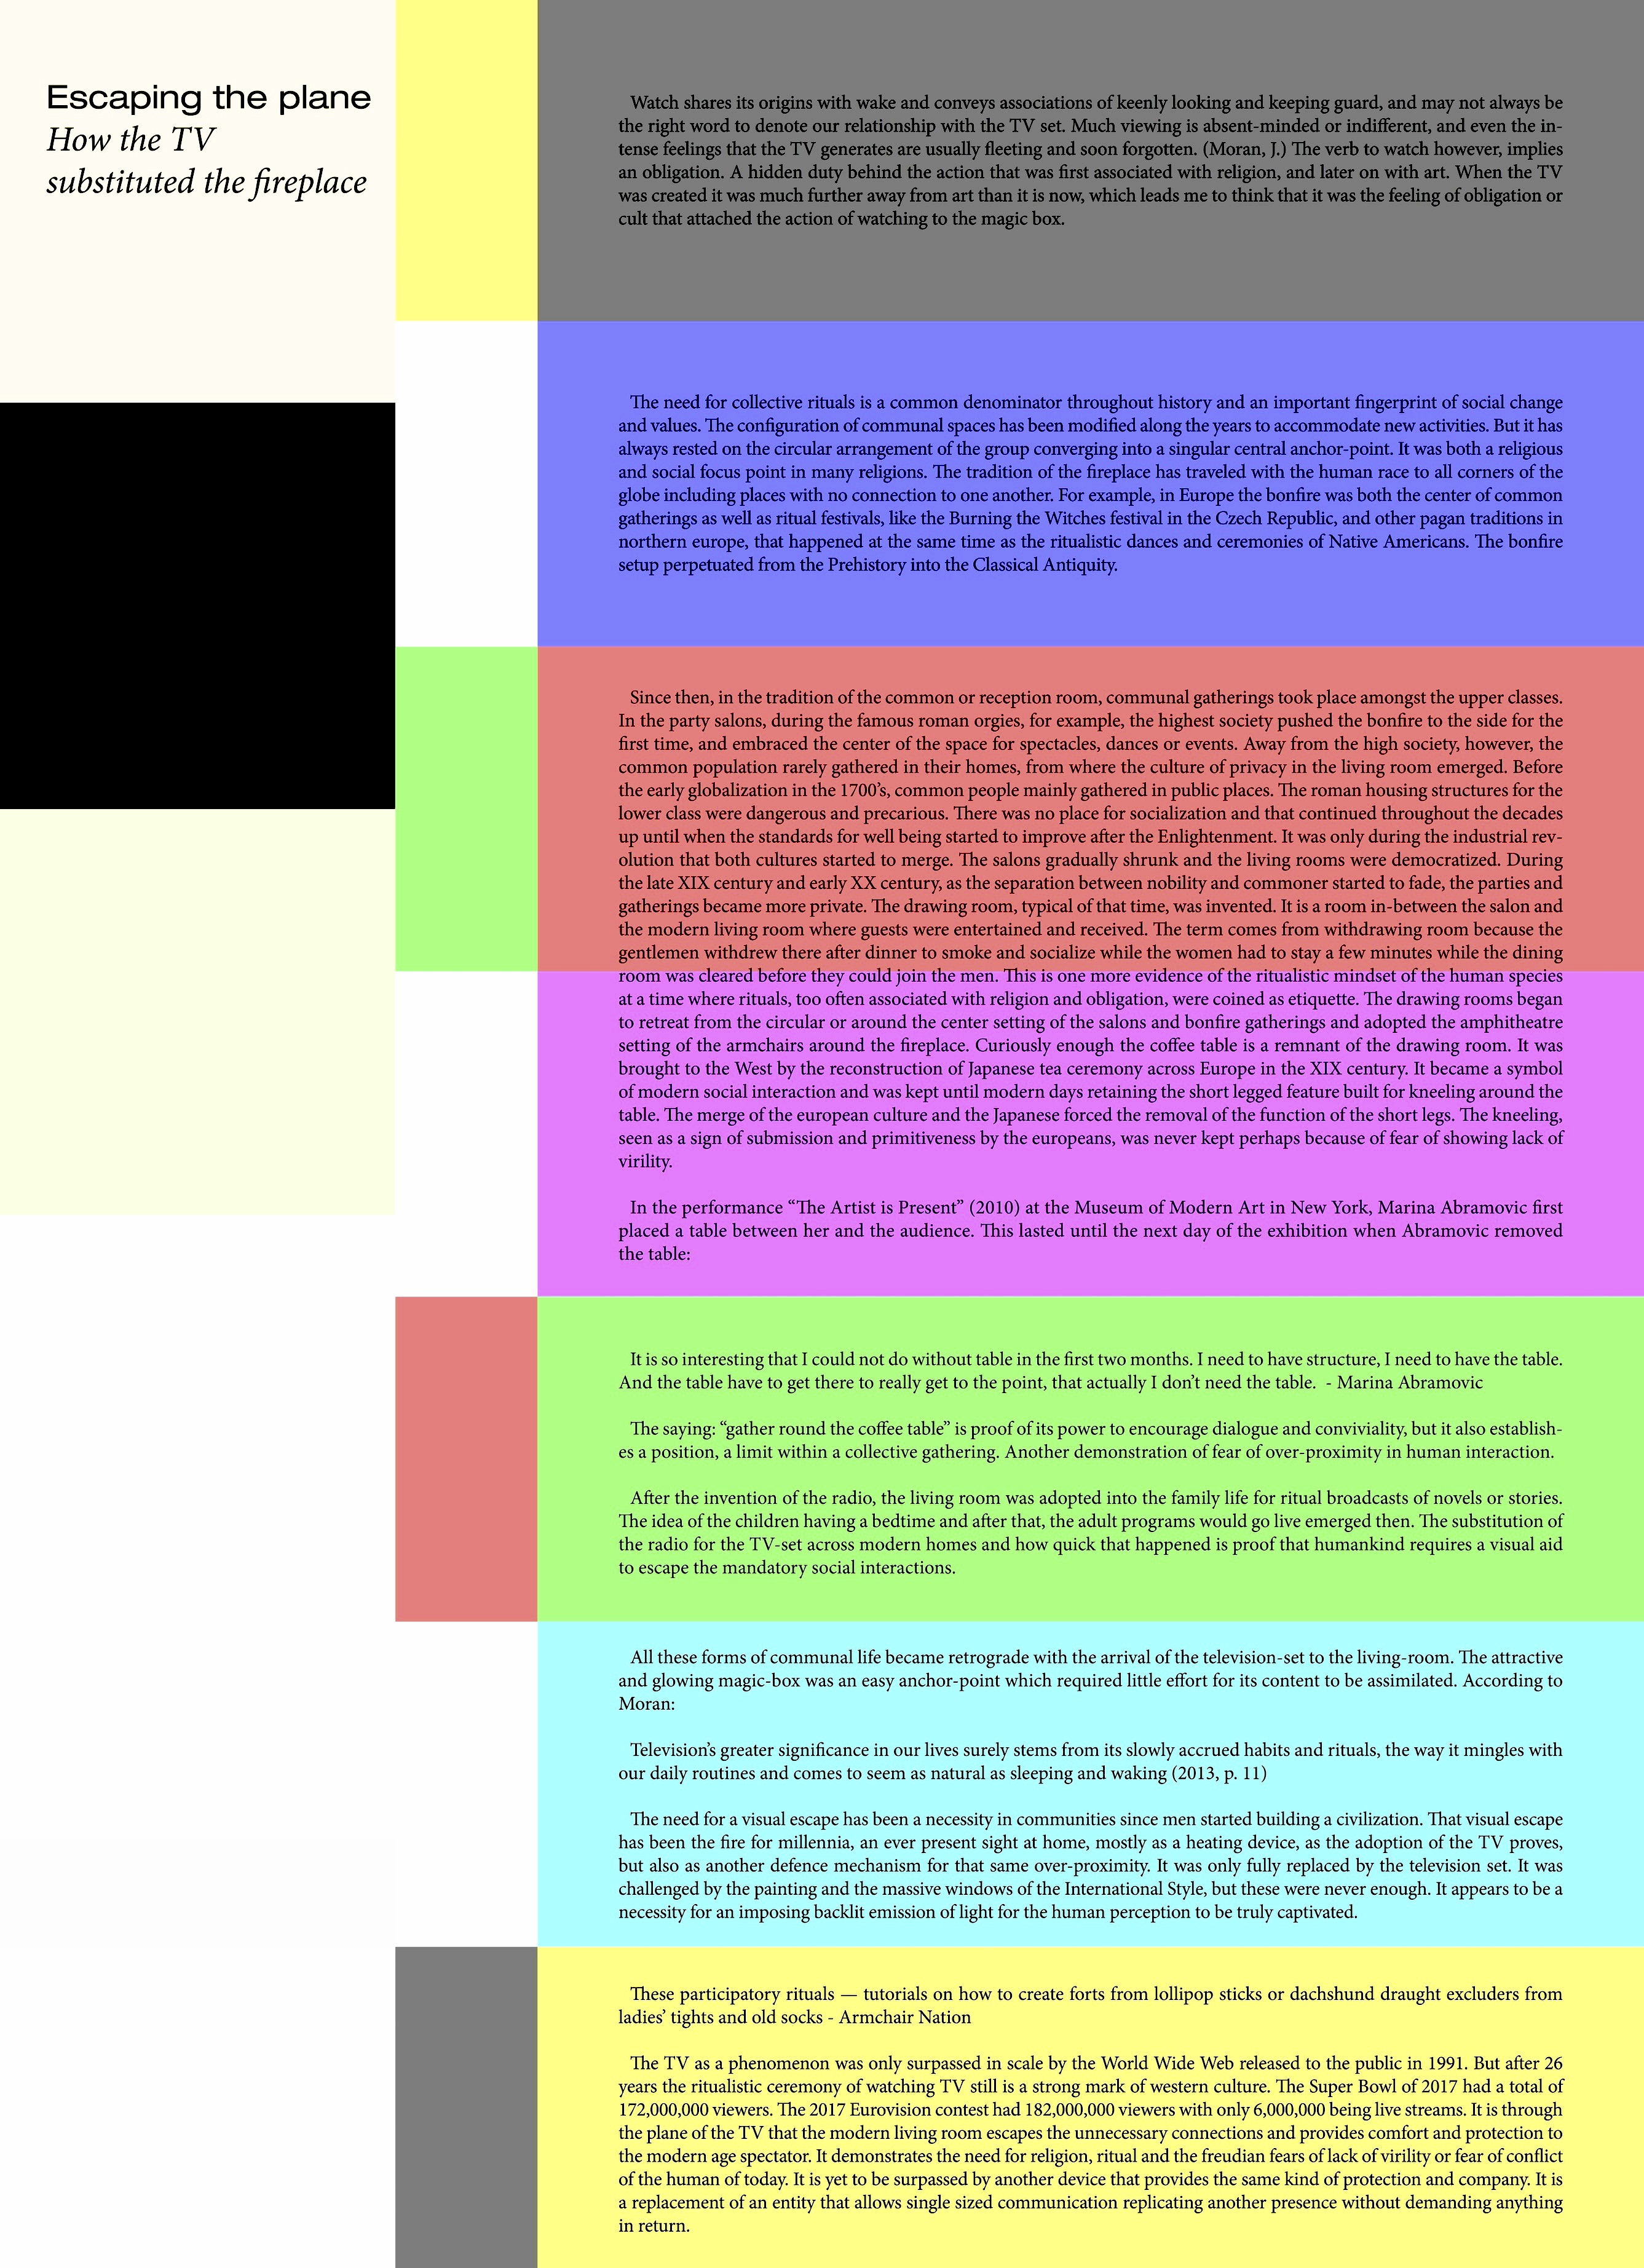 Escaping the plane
How the TV
substituted the fireplace
Watch shares its origins with wake and conveys associations of keenly looking and keeping guard, and may not always be
the right word to denote our relationship with the TV set. Much viewing is absent-minded or indifferent, and even the in-
tense feelings that the TV generates are usually fleeting and soon forgotten. (Moran, J.) The verb to watch however, implies
an obligation. A hidden duty behind the action that was first associated with religion, and later on with art. When the TV
was created it was much further away from art than it is now, which leads me to think that it was the feeling of obligation or
cult that attached the action of watching to the magic box.
The need for collective rituals is a common denominator throughout history and an important fingerprint of social change
and values. The configuration of communal spaces has been modified along the years to accommodate new activities. But it has
always rested on the circular arrangement of the group converging into a singular central anchor-point. It was both a religious
and social focus point in many religions. The tradition of the fireplace has traveled with the human race to all corners of the
globe including places with no connection to one another. For example, in Europe the bonfire was both the center of common
gatherings as well as ritual festivals, like the Burning the Witches festival in the Czech Republic, and other pagan traditions in
northern europe, that happened at the same time as the ritualistic dances and ceremonies of Native Americans. The bonfire
setup perpetuated from the Prehistory into the Classical Antiquity.
Since then, in the tradition of the common or reception room, communal gatherings took place amongst the upper classes.
In the party salons, during the famous roman orgies, for example, the highest society pushed the bonfire to the side for the
first time, and embraced the center of the space for spectacles, dances or events. Away from the high society, however, the
common population rarely gathered in their homes, from where the culture of privacy in the living room emerged. Before
the early globalization in the 1700's, common people mainly gathered in public places. The roman housing structures for the
lower class were dangerous and precarious. There was no place for socialization and that continued throughout the decades
up until when the standards for well being started to improve after the Enlightenment. It was only during the industrial rev-
olution that both cultures started to merge. The salons gradually shrunk and the living rooms were democratized. During
the late XIX century and early XX century, as the separation between nobility and commoner started to fade, the parties and
gatherings became more private. The drawing room, typical of that time, was invented. It is a room in-between the salon and
the modern living room where guests were entertained and received. The term comes from withdrawing room because the
gentlemen withdrew there after dinner to smoke and socialize while the women had to stay a few minutes while the dining
room was cleared before they could join the men. This is one more evidence of the ritualistic mindset of the human species
at a time where rituals, too often associated with religion and obligation, were coined as etiquette. The drawing rooms began
to retreat from the circular or around the center setting of the salons and bonfire gatherings and adopted the amphitheatre
setting of the armchairs around the fireplace. Curiously enough the coffee table is a remnant of the drawing room. It was
brought to the West by the reconstruction of Japanese tea ceremony across Europe in the XIX century. It became a symbol
of modern social interaction and was kept until modern days retaining the short legged feature built for kneeling around the
table. The merge of the european culture and the Japanese forced the removal of the function of the short legs. The kneeling,
seen as a sign of submission and primitiveness by the europeans, was never kept perhaps because of fear of showing lack of
virility.
In the performance “The Artist is Present” (2010) at the Museum of Modern Art in New York, Marina Abramovic first
placed a table between her and the audience. This lasted until the next day of the exhibition when Abramovic removed
the table:
It is so interesting that I could not do without table in the first two months. I need to have structure, I need to have the table.
And the table have to get there to really get to the point, that actually I don't need the table. - Marina Abramovic
The saying: “gather round the coffee table” is proof of its power to encourage dialogue and conviviality, but it also establish-
es a position, a limit within a collective gathering. Another demonstration of fear of over-proximity in human interaction.
After the invention of the radio, the living room was adopted into the family life for ritual broadcasts of novels or stories.
The idea of the children having a bedtime and after that, the adult programs would go live emerged then. The substitution of
the radio for the TV-set across modern homes and how quick that happened is proof that humankind requires a visual aid
to escape the mandatory social interactions.
All these forms of communal life became retrograde with the arrival of the television-set to the living-room. The attractive
and glowing magic-box was an easy anchor-point which required little effort for its content to be assimilated. According to
Moran:
Television's greater significance in our lives surely stems from its slowly accrued habits and rituals, the way it mingles with
our daily routines and comes to seem as natural as sleeping and waking (2013, p. 11)
The need for a visual escape has been a necessity in communities since men started building a civilization. That visual escape
has been the fire for millennia, an ever present sight at home, mostly as a heating device, as the adoption of the TV proves,
but also as another defence mechanism for that same over-proximity. It was only fully replaced by the television set. It was
challenged by the painting and the massive windows of the International Style, but these were never enough. It appears to be a
necessity for an imposing backlit emission of light for the human perception to be truly captivated.
These participatory rituals — tutorials on how to create forts from lollipop sticks or dachshund draught excluders from
ladies' tights and old socks - Armchair Nation
The TV as a phenomenon was only surpassed in scale by the World Wide Web released to the public in 1991. But after 26
years the ritualistic ceremony of watching TV still is a strong mark of western culture. The Super Bowl of 2017 had a total of
172,000,000 viewers. The 2017 Eurovision contest had 182,000,000 viewers with only 6,000,000 being live streams. It is through
the plane of the TV that the modern living room escapes the unnecessary connections and provides comfort and protection to
the modern age spectator. It demonstrates the need for religion, ritual and the freudian fears of lack of virility or fear of conflict
of the human of today. It is yet to be surpassed by another device that provides the same kind of protection and company. It is
a replacement of an entity that allows single sized communication replicating another presence without demanding anything
in return.